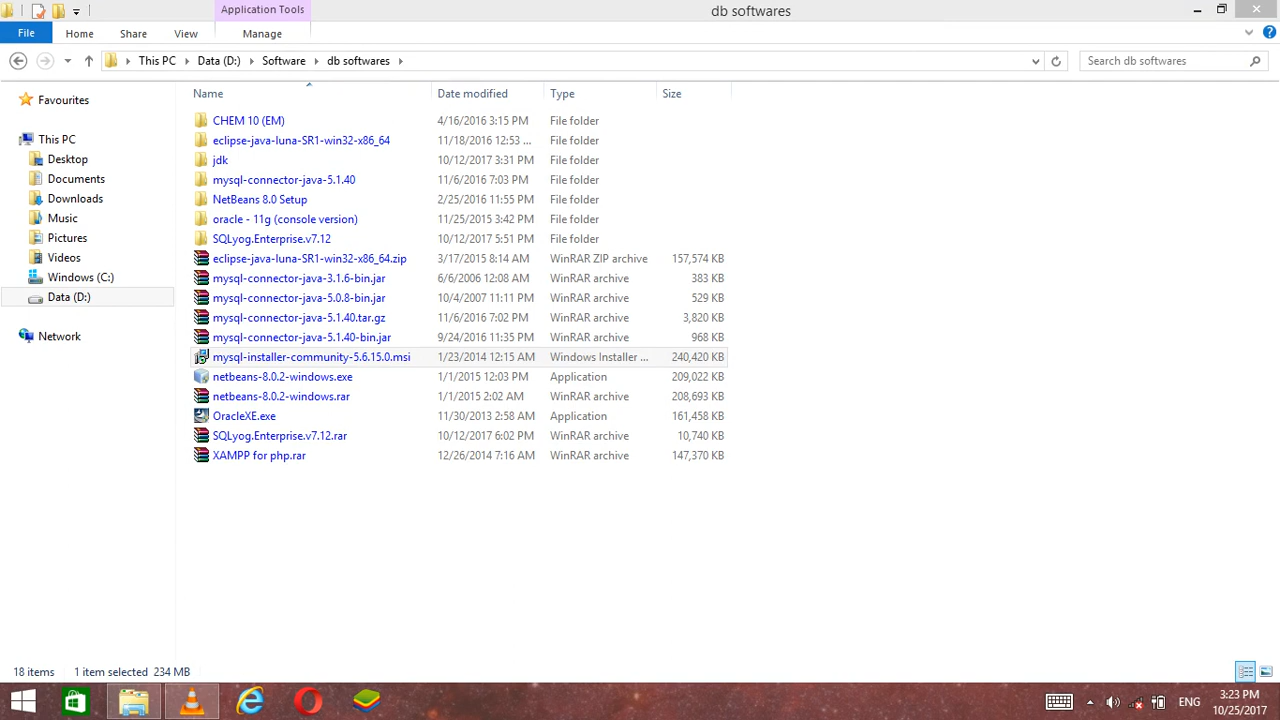 Application Tools
db softwares
File Home Share View Manage
This PC Data (D:) Software db softwares
Search db softwares
Name Date modified Type Size
Favourites
This PC
Desktop
Documents
Downloads
Music
Pictures
Videos
Windows (C:)
Data (D:)
Network
CHEM 10 (EM) 4/16/2016 3:15 PM File folder
eclipse-java-luna-SR1-win32-x86_64 11/18/2016 12:53 ... File folder
jdk 10/12/2017 3:31 PM File folder
mysql-connector-java-5.1.40 11/6/2016 7:03 PM File folder
NetBeans 8.0 Setup 2/25/2016 11:55 PM File folder
oracle - 11g (console version) 11/25/2015 3:42 PM File folder
SQLyog.Enterprise.v7.12 10/12/2017 5:51 PM File folder
eclipse-java-luna-SR1-win32-x86_64.zip 3/17/2015 8:14 AM WinRAR ZIP archive 157,574 KB
mysql-connector-java-3.1.6-bin.jar 6/6/2006 12:08 AM WinRAR archive 383 KB
mysql-connector-java-5.0.8-bin.jar 10/4/2007 11:11 PM WinRAR archive 529 KB
mysql-connector-java-5.1.40.tar.gz 11/6/2016 7:02 PM WinRAR archive 3,820 KB
mysql-connector-java-5.1.40-bin.jar 9/24/2016 11:35 PM WinRAR archive 968 KB
mysql-installer-community-5.6.15.0.msi 1/23/2014 12:15 AM Windows Installer ... 240,420 KB
netbeans-8.0.2-windows.exe 1/1/2015 12:03 PM Application 209,022 KB
netbeans-8.0.2-windows.rar 1/1/2015 2:02 AM WinRAR archive 208,693 KB
OracleXE.exe 11/30/2013 2:58 AM Application 161,458 KB
SQLyog.Enterprise.v7.12.rar 10/12/2017 6:02 PM WinRAR archive 10,740 KB
XAMPP for php.rar 12/26/2014 7:16 AM WinRAR archive 147,370 KB
18 items 1 item selected 234 MB
ENG
3:23 PM
10/25/2017